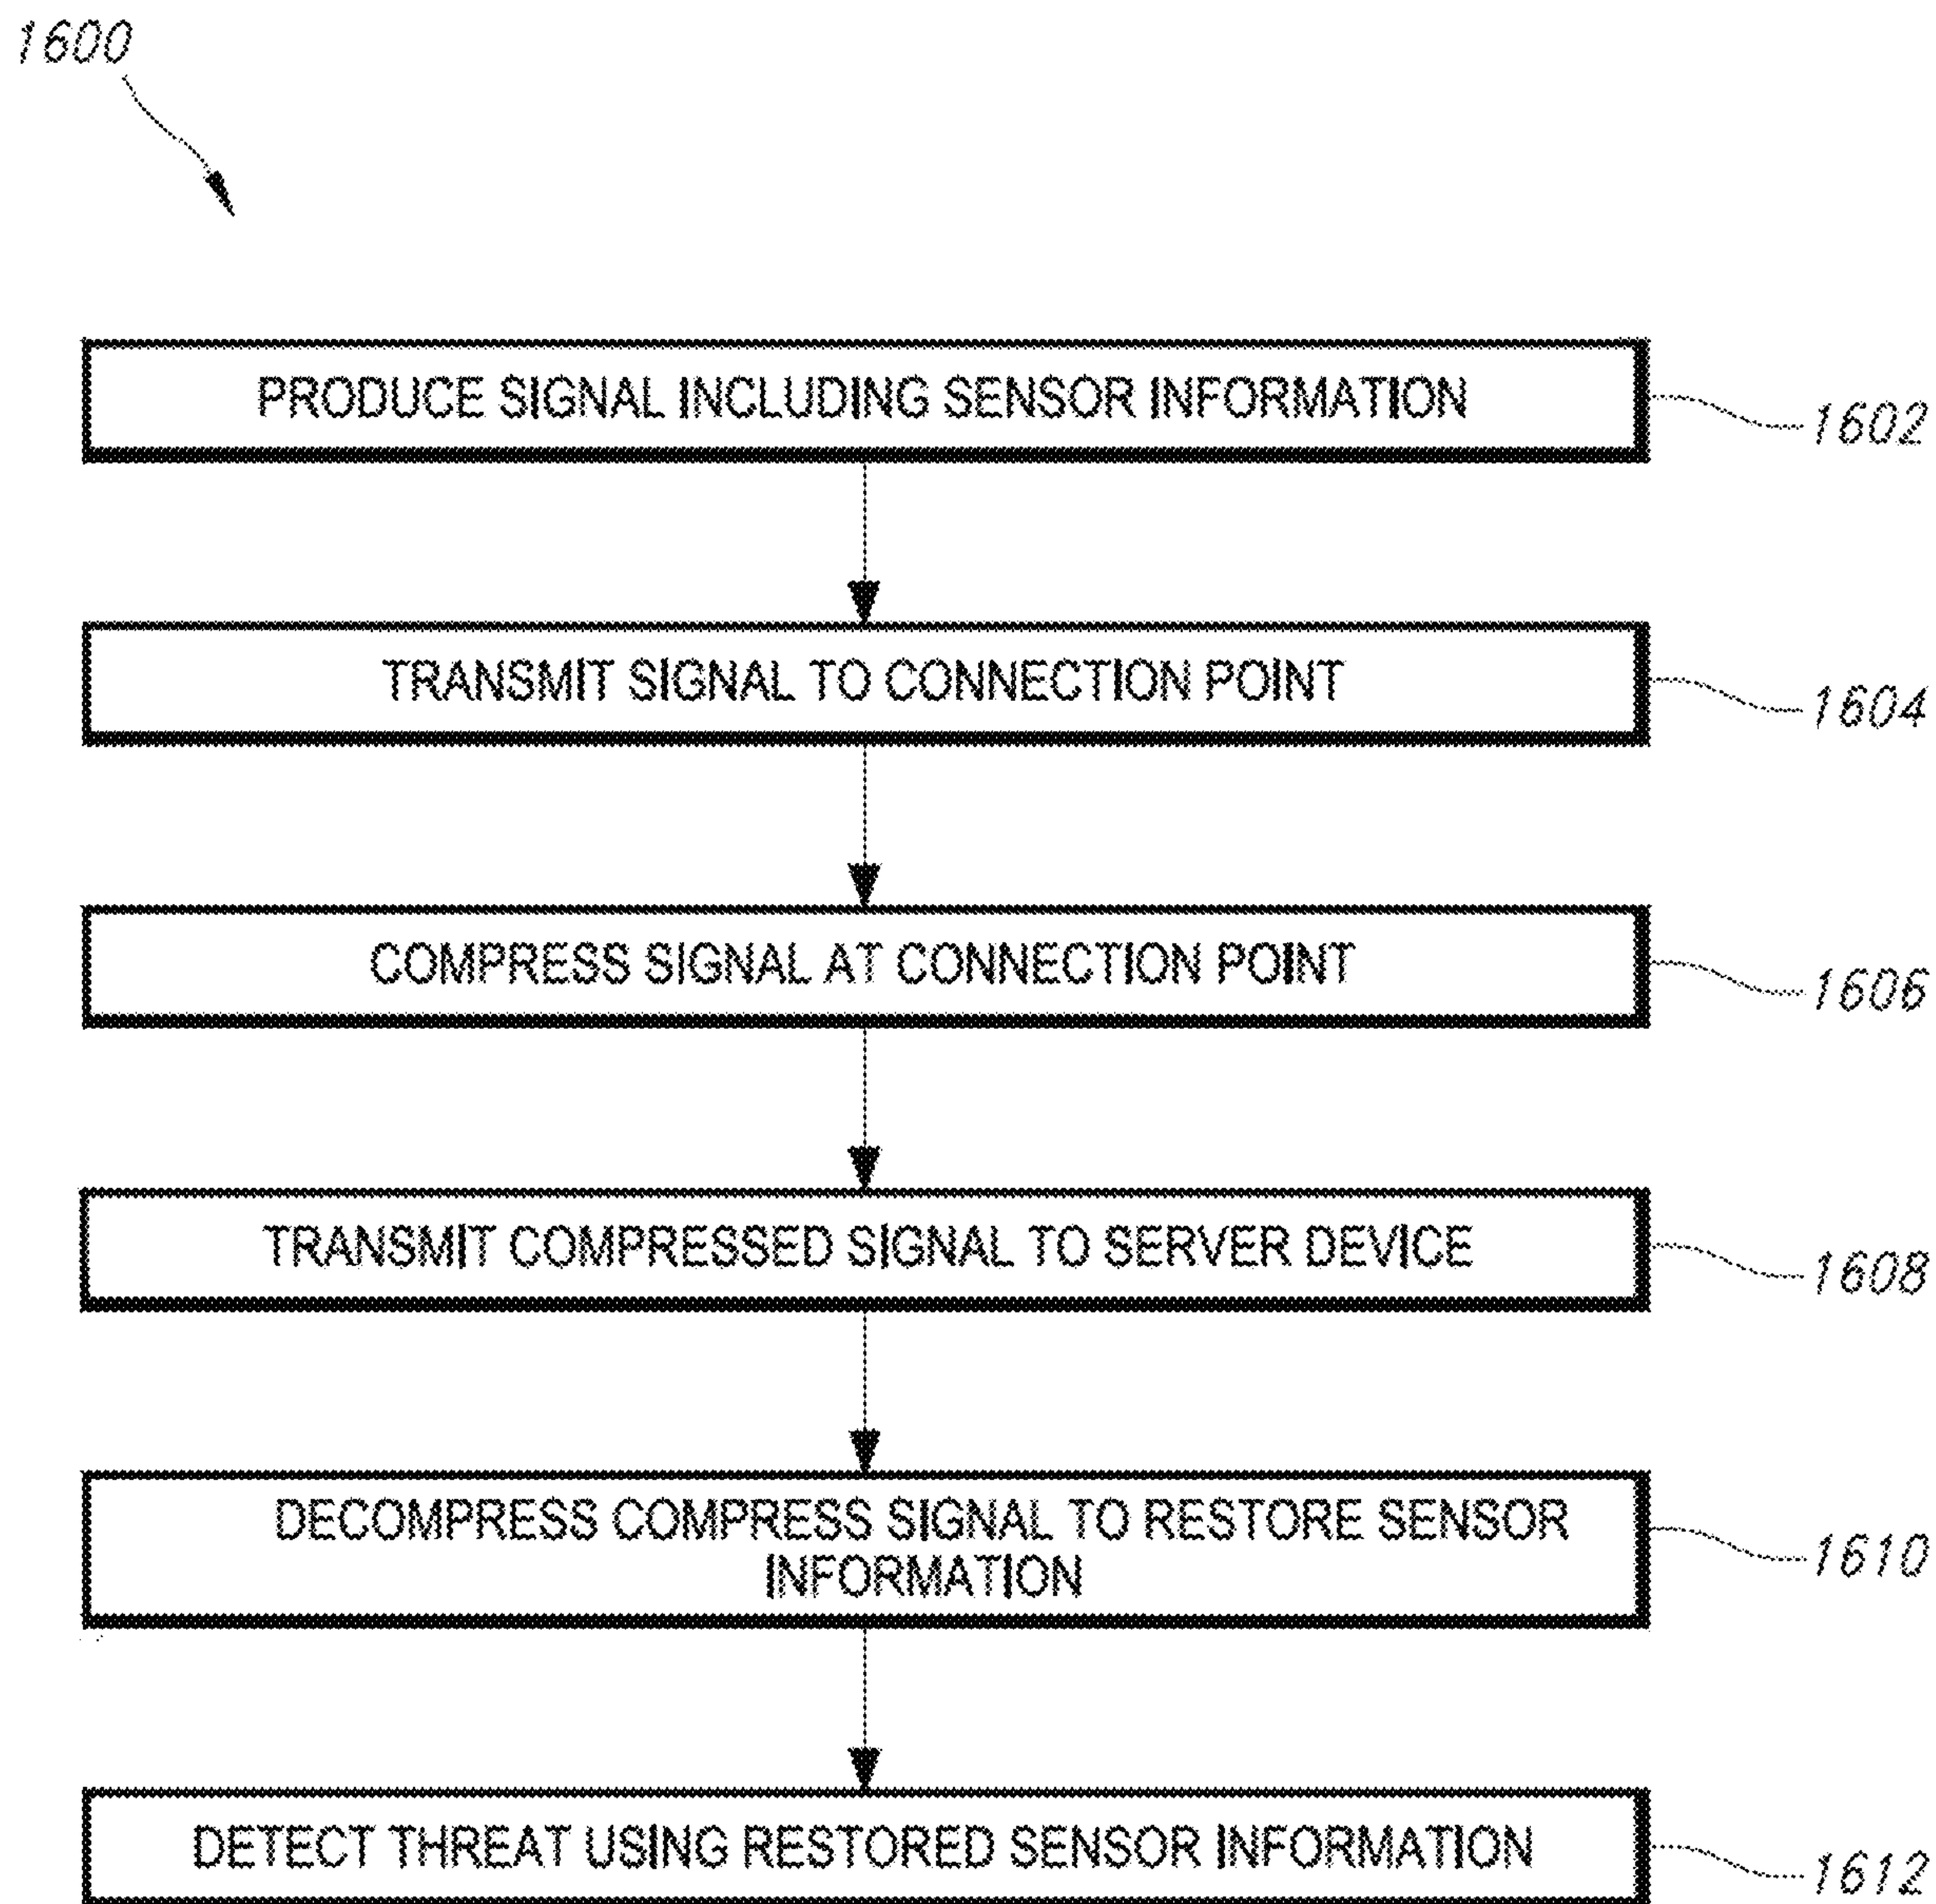 1600
PRODUCE SIGNAL INCLUDING SENSOR INFORMATION
1602
TRANSMIT SIGNAL TO CONNECTION POINT
1604
COMPRESS SIGNAL AT CONNECTION POINT
1606
TRANSMIT COMPRESSED SIGNAL TO SERVER DEVICE
1608
DECOMPRESS COMPRESS SIGNAL TO RESTORE SENSOR
INFORMATION
1610
DETECT THREAT USING RESTORED SENSOR INFORMATION
1612